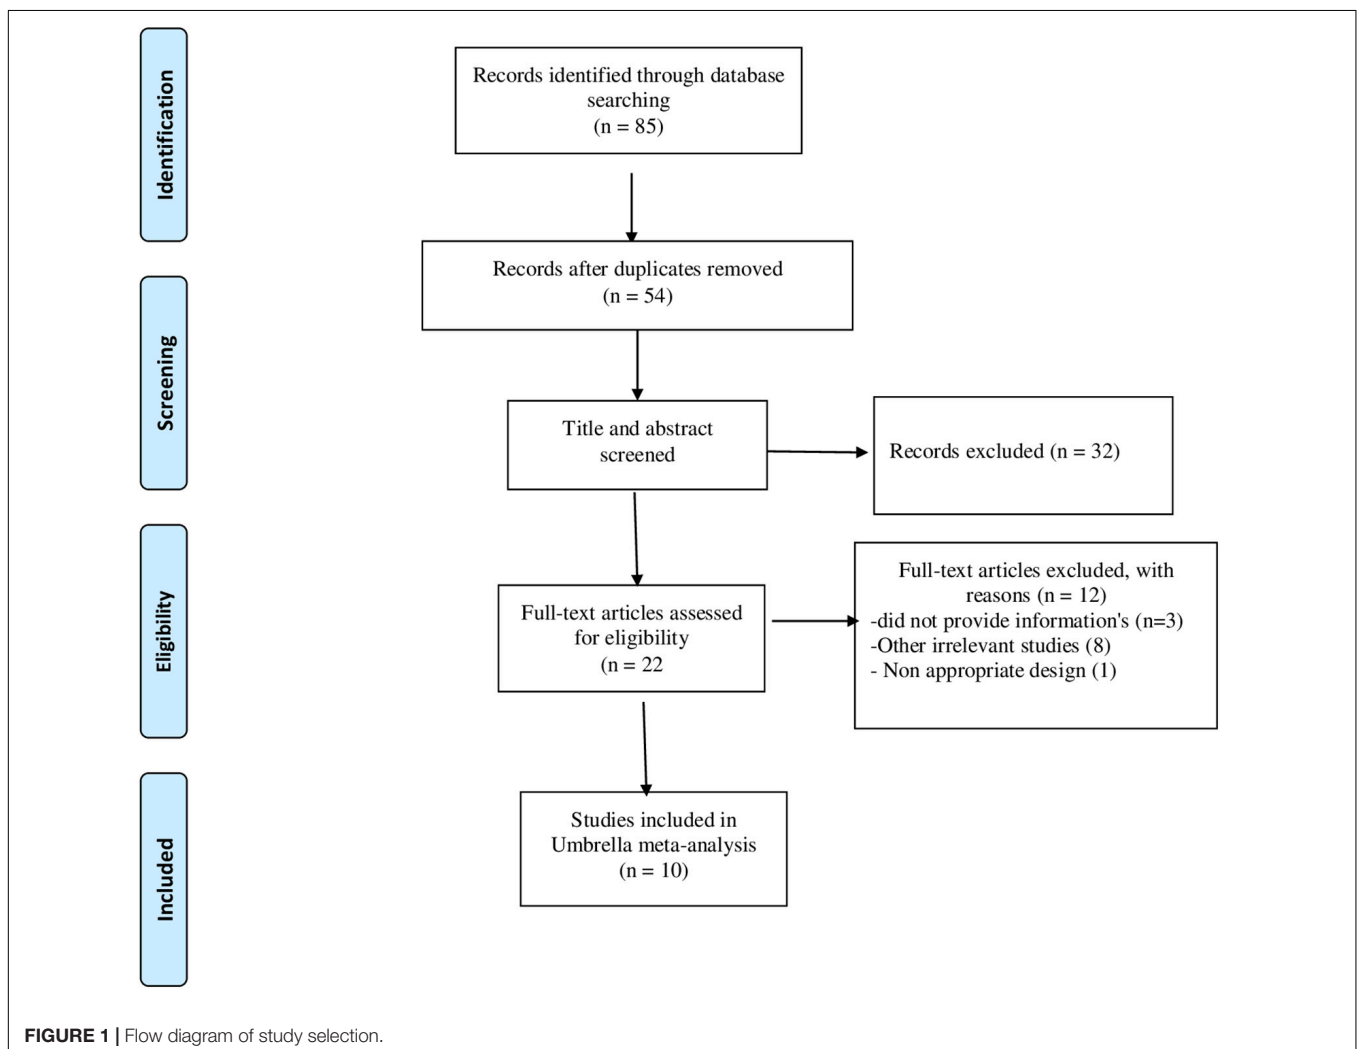 Identification
Records identified through database
searching
(n = 85)
Records after duplicates removed
(n = 54)
Screening
Title and abstract
screened
Records excluded (n = 32)
Eligibility
Full-text articles assessed
for eligibility
(n = 22
Full-text articles excluded, with
reasons (n = 12)
-did not provide information's (n=3)
-Other irrelevant studies (8)
- Non appropriate design (1)
Included
Studies included in
Umbrella meta-analysis
(n = 10)
FIGURE 1 | Flow diagram of study selection.